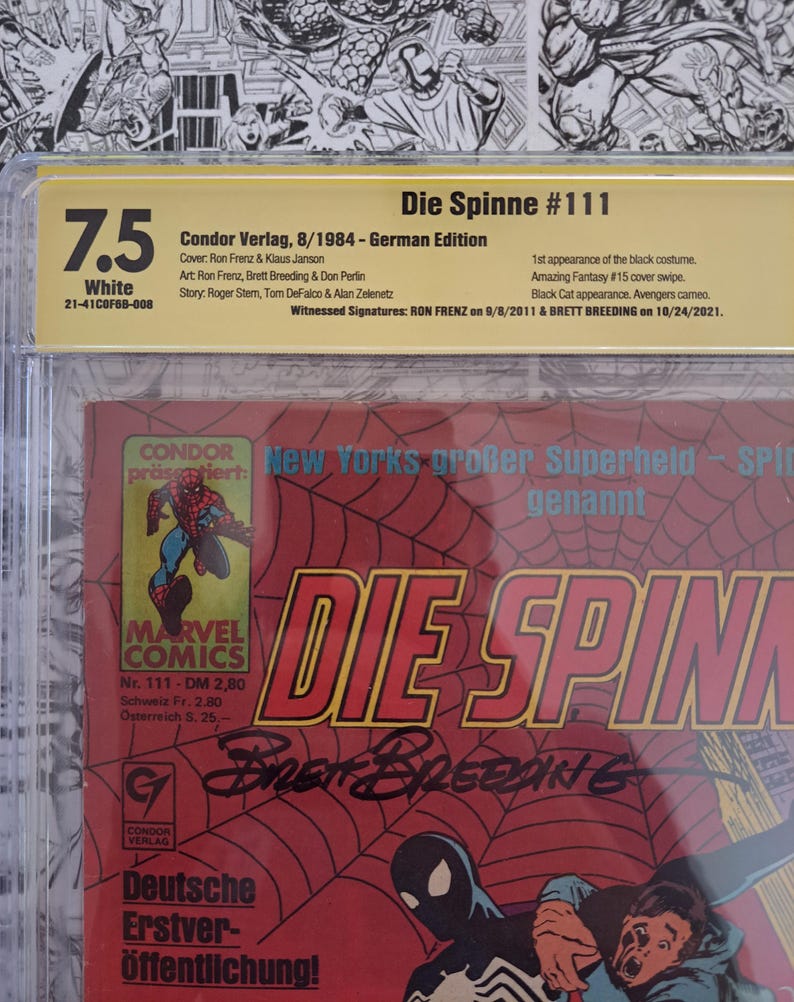 Die Spinne #111
7.5
White
21-41C0F6B-008
Condor Verlag, 8/1984 - German Edition
Cover: Ron Frenz & Klaus Janson
Art: Ron Frenz, Brett Breeding & Don Perlin
Story: Roger Stern, Tom DeFalco & Alan Zelenetz
1st appearance of the black costume.
Amazing Fantasy #15 cover swipe.
Black Cat appearance. Avengers cameo.
Witnessed Signatures: RON FRENZ on 9/8/2011 & BRETT BREEDING on 10/24/2021.
CONDOR
präsentiert:
MARVEL
COMICS
New Yorks großer Superheld – SPI
genannt
DIE SPINN
Nr. 111 - DM 2,80
Schweiz Fr. 2.80
Österreich S. 25.–
BRETT BREEDING
CONDOR
VERLAG
Deutsche
Erstver-
öffentlichung!